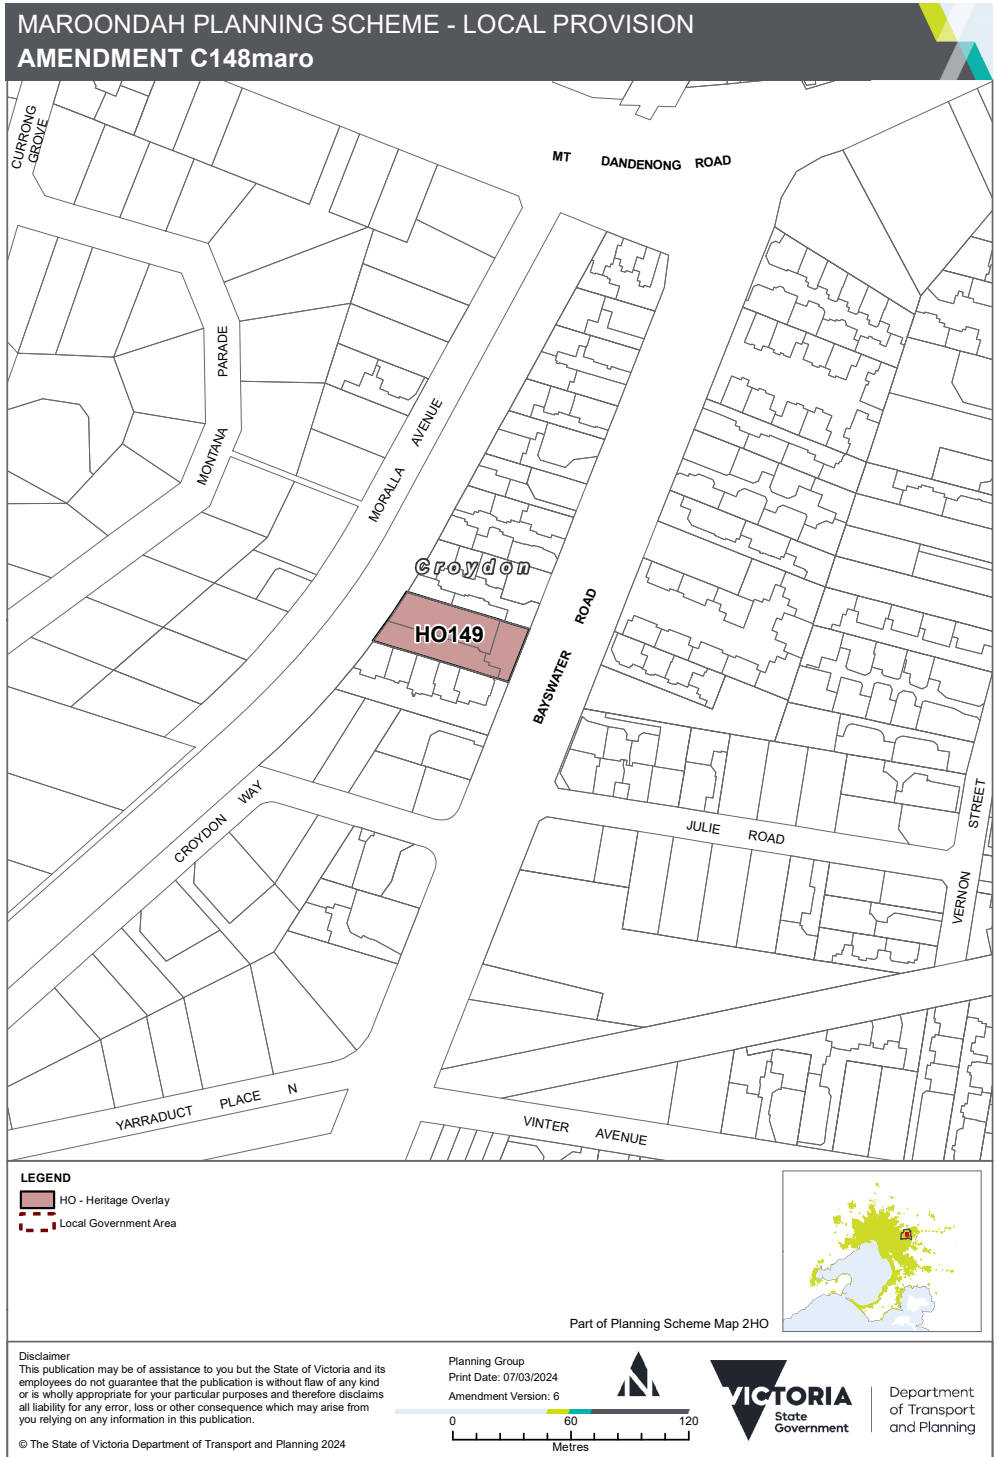 MAROONDAH PLANNING SCHEME - LOCAL PROVISION
AMENDMENT C148maro
CURRONG
GROVE
MT DANDENONG ROAD
PARADE
MONTANA
AVENUE
MORALLA
Croydon
HO149
ROAD
BAYSWATER
WAY
CROYDON
JULIE ROAD
STREET
VERNON
YARRADUCT PLACE N
VINTER AVENUE
LEGEND
HO - Heritage Overlay
Local Government Area
Part of Planning Scheme Map 2HO
Disclaimer
This publication may be of assistance to you but the State of Victoria and its
employees do not guarantee that the publication is without flaw of any kind
or is wholly appropriate for your particular purposes and therefore disclaims
all liability for any error, loss or other consequence which may arise from
you relying on any information in this publication.
© The State of Victoria Department of Transport and Planning 2024
Planning Group
Print Date: 07/03/2024
Amendment Version: 6
N
0 60 120
Metres
VICTORIA
State
Government
Department
of Transport
and Planning